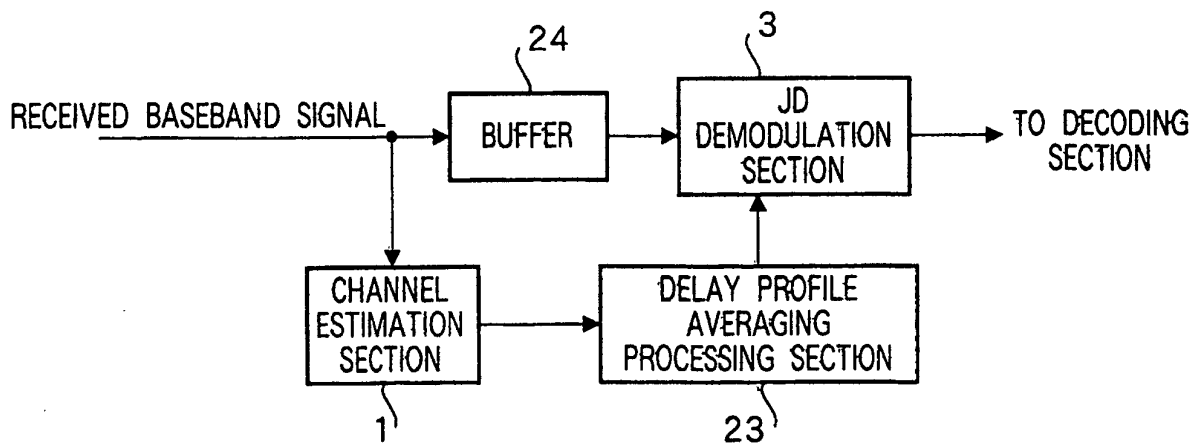 24
3
RECEIVED BASEBAND SIGNAL
BUFFER
JD
DEMODULATION
SECTION
TO DECODING
SECTION
CHANNEL
ESTIMATION
SECTION
DELAY PROFILE
AVERAGING
PROCESSING SECTION
1
23